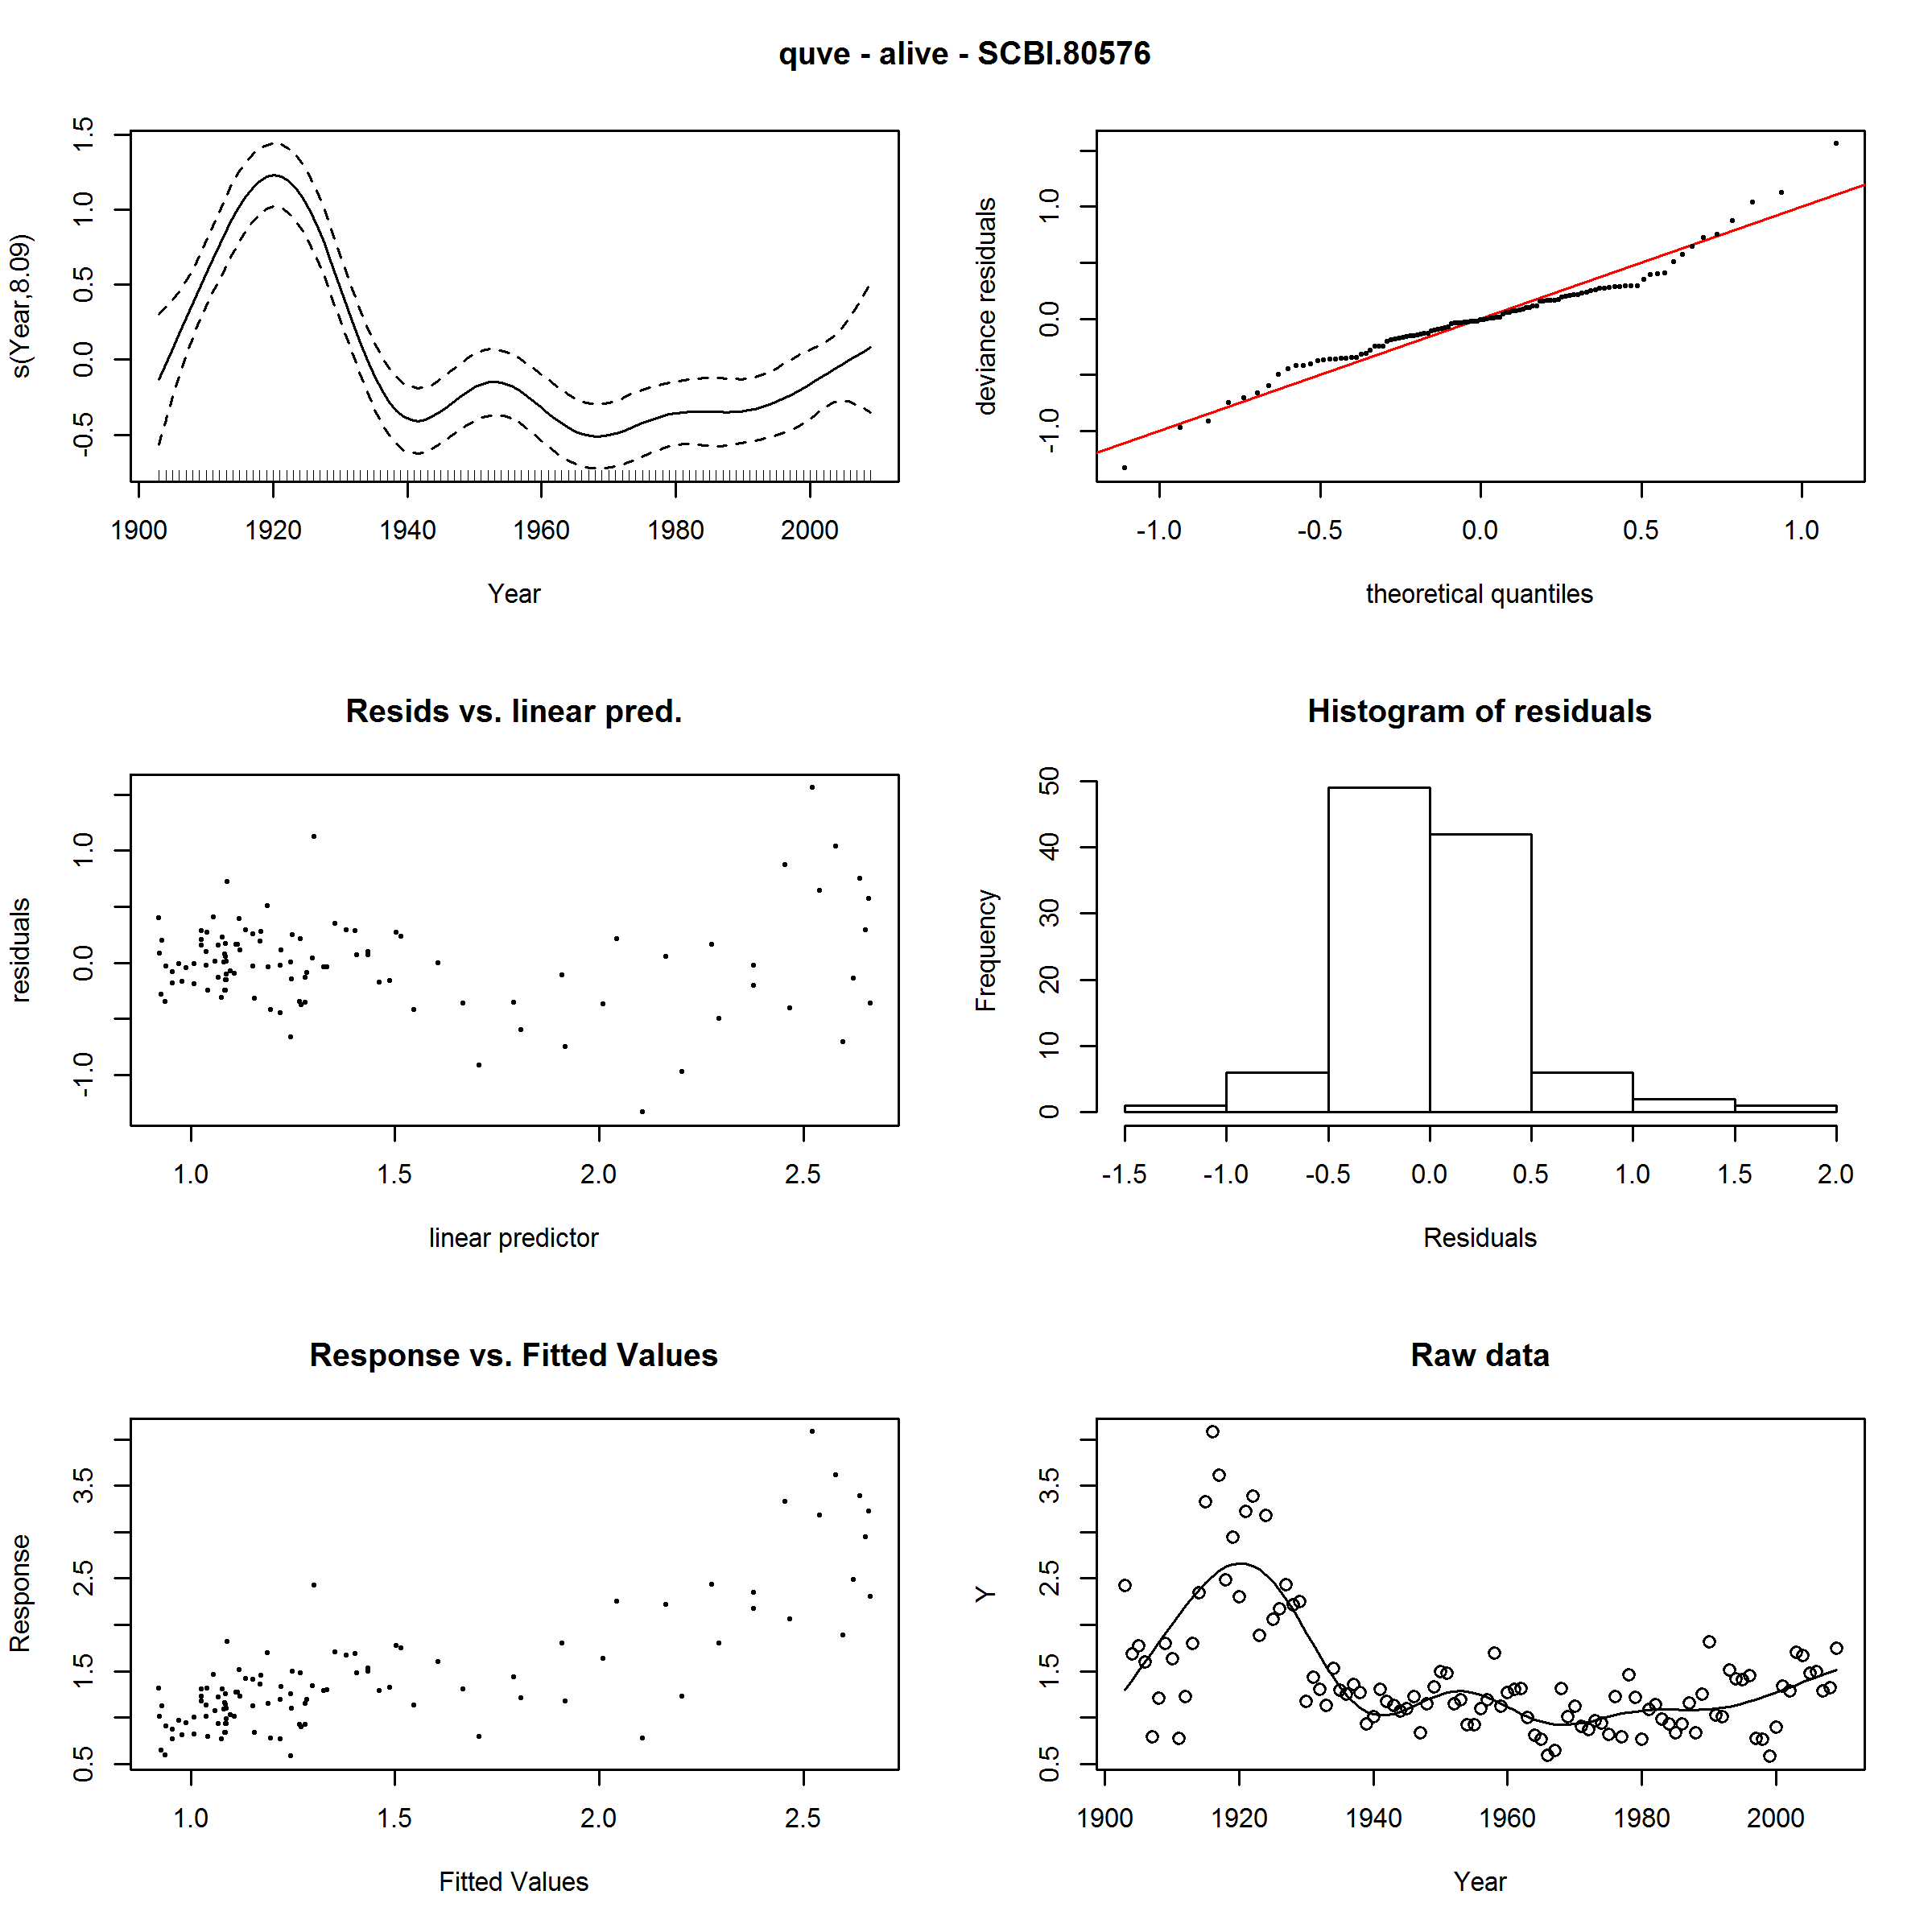 quve - alive - SCBI.80576
s(Year,8.09)
-0.5 0.0 0.5 1.0 1.5
1900 1920 1940 1960 1980 2000
Year
deviance residuals
-1.0 0.0 1.0
-1.0 -0.5 0.0 0.5 1.0
theoretical quantiles
Resids vs. linear pred.
residuals
-1.0 0.0 1.0
1.0 1.5 2.0 2.5
linear predictor
Histogram of residuals
Frequency
0 10 20 30 40 50
-1.5 -1.0 -0.5 0.0 0.5 1.0 1.5 2.0
Residuals
Response vs. Fitted Values
Response
0.5 1.5 2.5 3.5
1.0 1.5 2.0 2.5
Fitted Values
Raw data
Y
0.5 1.5 2.5 3.5
1900 1920 1940 1960 1980 2000
Year